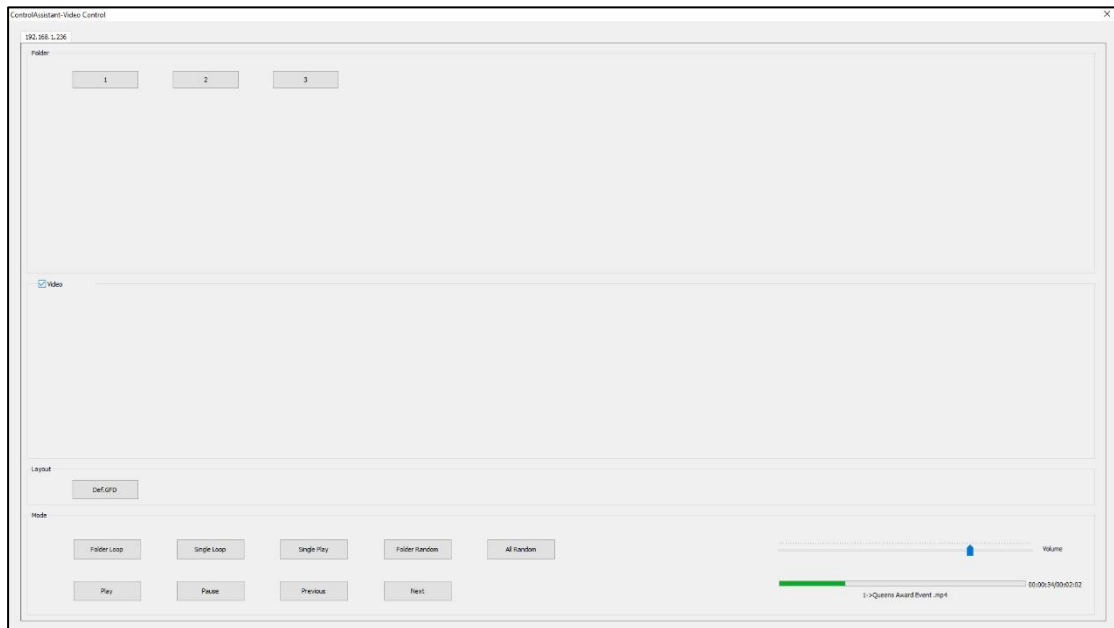 ControlAssistant-Video Control
192.168.1.236
Folder
1 2 3
Video
Layout
Def.GFD
Mode
Folder Loop Single Loop Single Play Folder Random All Random Volume
Play Pause Previous Next 00:00:34/00:02:02
1->Queens Award Event .mp4